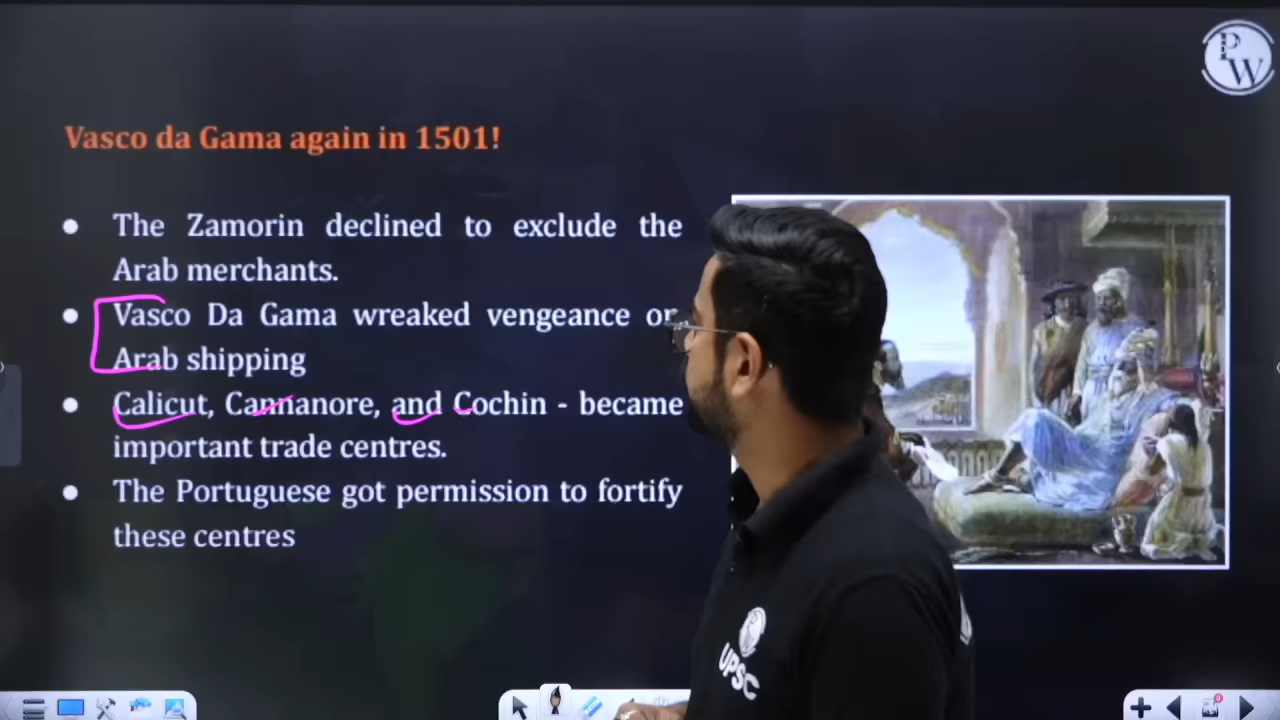 P
W
Vasco da Gama again in 1501!
The Zamorin declined to exclude the
Arab merchants.
Vasco Da Gama wreaked vengeance or
Arab shipping
Calicut, Cannanore, and Cochin - became
important trade centres.
The Portuguese got permission to fortify
these centres
UPSC